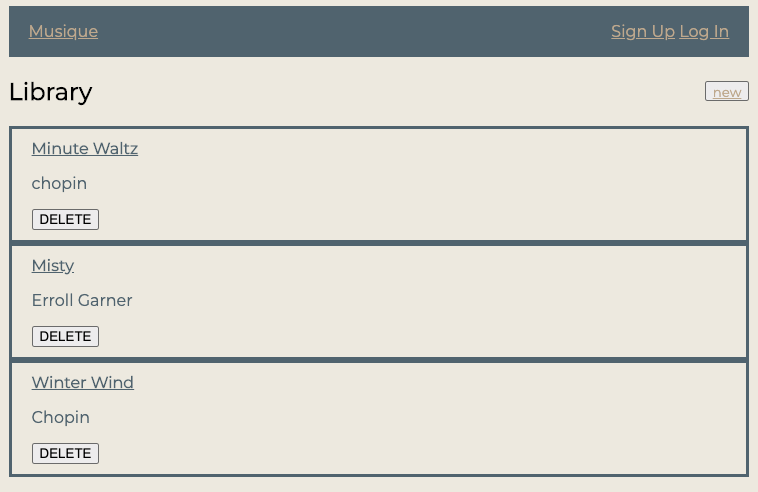 Musique Sign Up Log In
Library new
Minute Waltz
chopin
DELETE
Misty
Erroll Garner
DELETE
Winter Wind
Chopin
DELETE